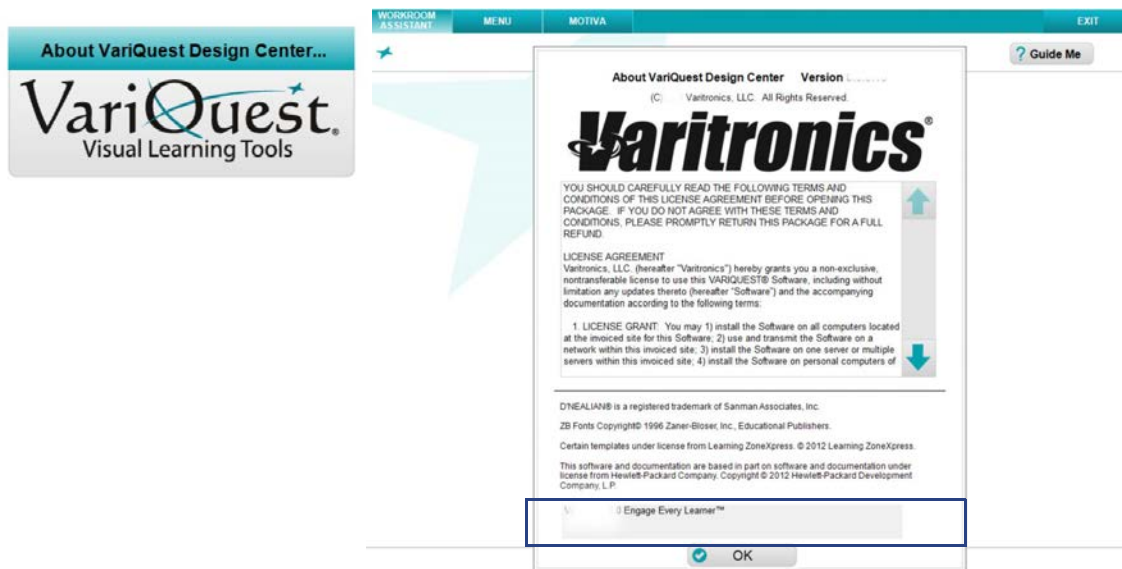 About VariQuest Design Center...
VariQuest®
Visual Learning Tools
WORKROOM
ASSISTANT
MENU
MOTIVA
EXIT
? Guide Me
About VariQuest Design Center Version
(C) Varitronics, LLC. All Rights Reserved.
Varitronics®
YOU SHOULD CAREFULLY READ THE FOLLOWING TERMS AND
CONDITIONS OF THIS LICENSE AGREEMENT BEFORE OPENING THIS
PACKAGE. IF YOU DO NOT AGREE WITH THESE TERMS AND
CONDITIONS, PLEASE PROMPTLY RETURN THIS PACKAGE FOR A FULL
REFUND.
LICENSE AGREEMENT
Varitronics, LLC. (hereafter "Varitronics") hereby grants you a non-exclusive,
nontransferable license to use this VARIQUEST® Software, including without
limitation any updates thereto (hereafter "Software") and the accompanying
documentation according to the following terms:
1. LICENSE GRANT: You may 1) install the Software on all computers located
at the invoiced site for this Software; 2) use and transmit the Software on a
network within this invoiced site; 3) install the Software on one server or multiple
servers within this invoiced site; 4) install the Software on personal computers of
D'NEALIAN® is a registered trademark of Sanman Associates, Inc.
ZB Fonts Copyright© 1996 Zaner-Bloser, Inc., Educational Publishers.
Certain templates under license from Learning ZoneXpress. © 2012 Learning ZoneXpress.
This software and documentation are based in part on software and documentation under
license from Hewlett-Packard Company. Copyright © 2012 Hewlett-Packard Development
Company, L.P.
Engage Every Learner™
OK